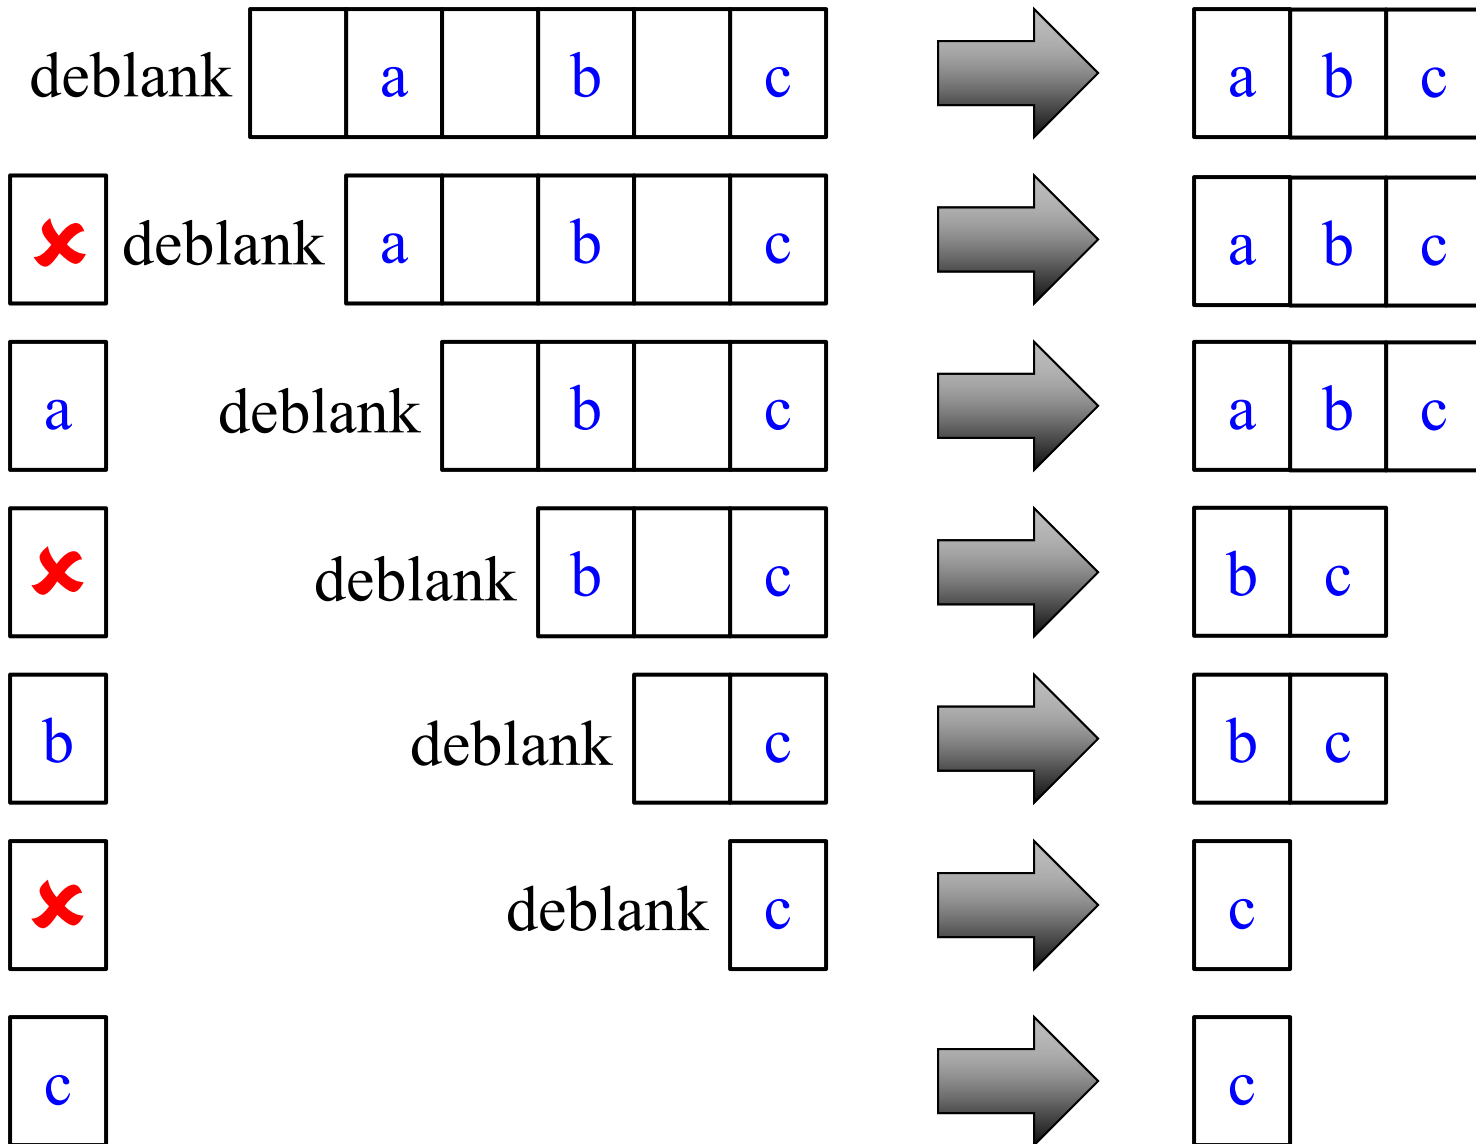 deblank a b c a b c
✘ deblank a b c a b c
a deblank b c a b c
✘ deblank b c b c
b deblank c b c
✘ deblank c c
c c